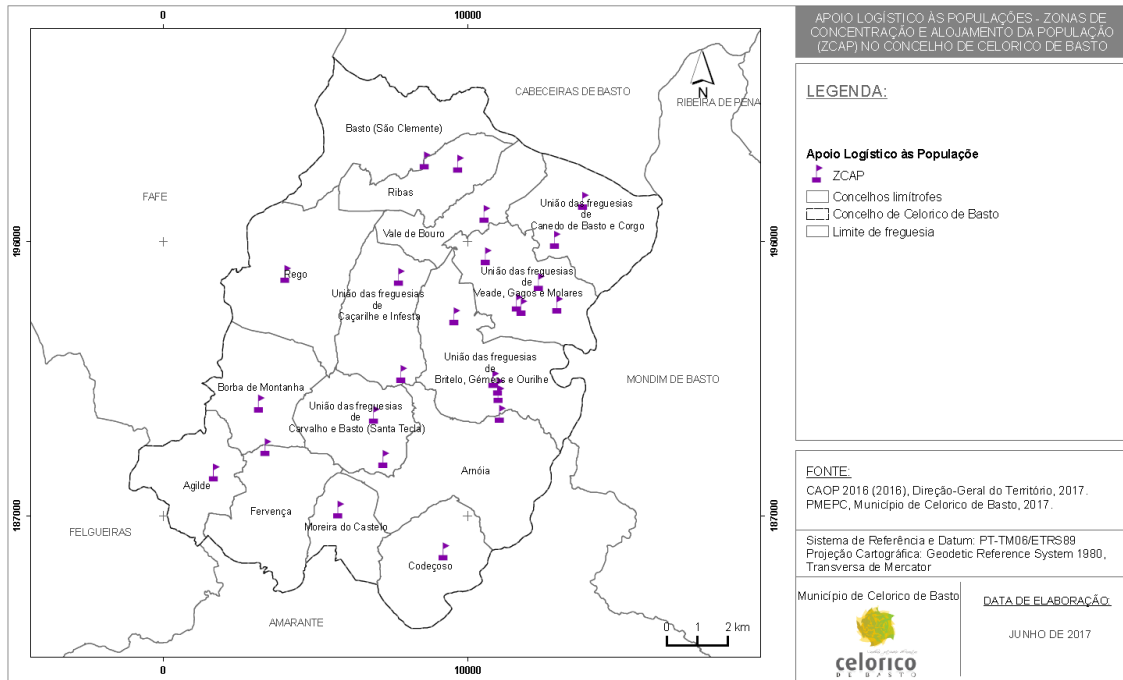 0
10000
APOIO LOGÍSTICO ÀS POPULAÇÕES - ZONAS DE
CONCENTRAÇÃO E ALOJAMENTO DA POPULAÇÃO
(ZCAP) NO CONCELHO DE CELORICO DE BASTO
N
CABECEIRAS DE BASTO
RIBEIRA DE PENA
LEGENDA:
Basto (São Clemente)
Apoio Logístico às Populaçõe
ZCAP
Concelhos limítrofes
Concelho de Celorico de Basto
Limite de freguesia
Ribas
FAFE
União das freguesias
de
Canedo de Basto e Corgo
Vale de Bouro
196000
196000
Rego
União das freguesias
de
Veade, Gagos e Molares
União das freguesias
de
Caçarilhe e Infesta
União das freguesias
de
Britelo, Gémeos e Ourilhe
MONDIM DE BASTO
Borba de Montanha
União das freguesias
de
Carvalho e Basto (Santa Tecla)
Arnóia
Agilde
Fervença
187000
187000
Moreira do Castelo
FELGUEIRAS
Codeçoso
AMARANTE
0 1 2 km
0
10000
FONTE:
CAOP 2016 (2016), Direção-Geral do Território, 2017.
PMEPC, Município de Celorico de Basto, 2017.
Sistema de Referência e Datum: PT-TM06/ETRS89
Projeção Cartográfica: Geodetic Reference System 1980,
Transversa de Mercator
Município de Celorico de Basto
celorico
DE BASTO
DATA DE ELABORAÇÃO:
JUNHO DE 2017